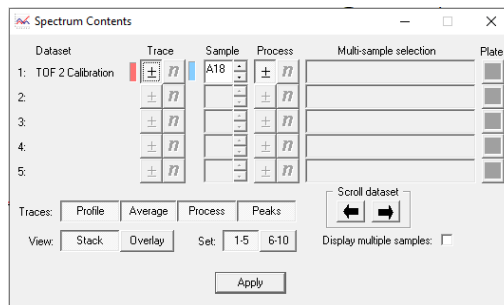 Spectrum Contents
Dataset Trace Sample Process Multi-sample selection Plate
1: TOF 2 Calibration ± n A18 ± n
2: ± n ± n
3: ± n ± n
4: ± n ± n
5: ± n ± n
Scroll dataset
Traces: Profile Average Process Peaks
View: Stack Overlay Set: 1-5 6-10 Display multiple samples:
Apply